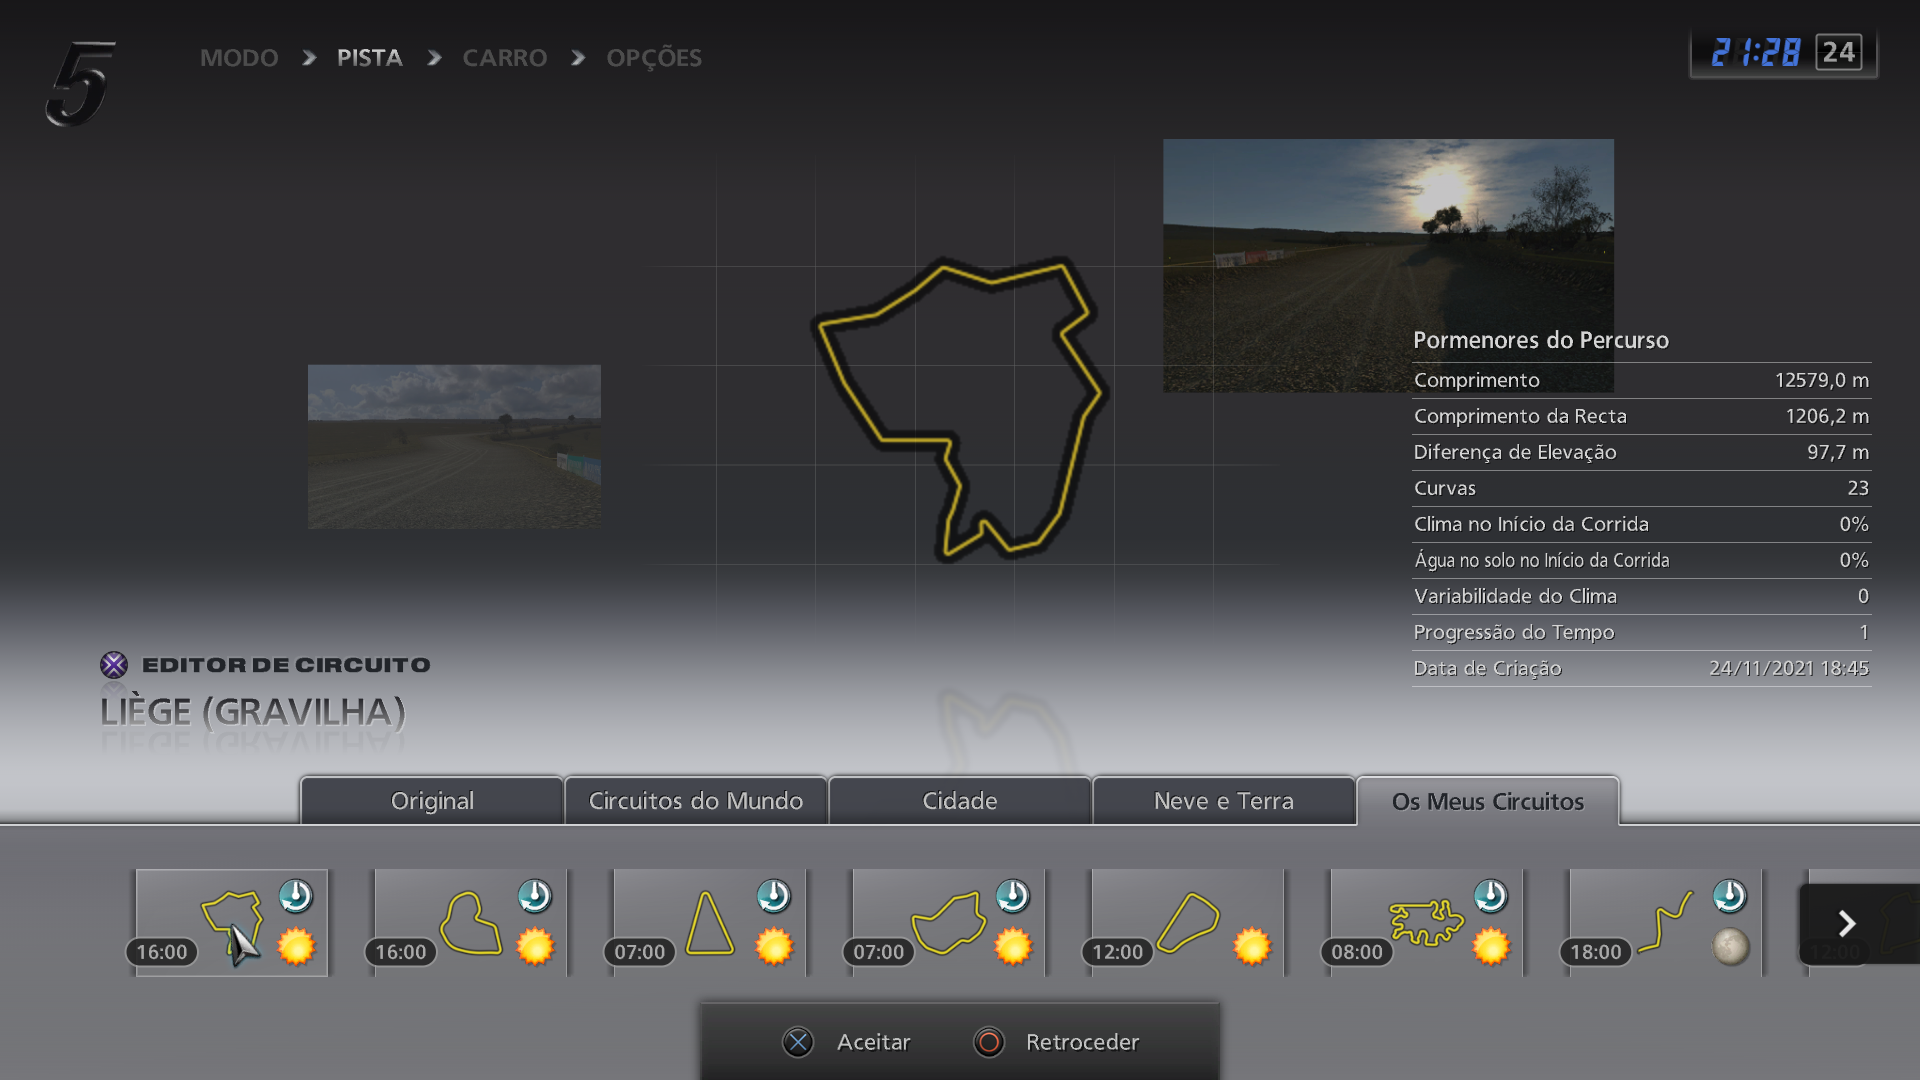 5
MODO PISTA CARRO OPÇÕES
21:28 24
Pormenores do Percurso
Comprimento 12579,0 m
Comprimento da Recta 1206,2 m
Diferença de Elevação 97,7 m
Curvas 23
Clima no Início da Corrida 0%
Água no solo no Início da Corrida 0%
Variabilidade do Clima 0
Progressão do Tempo 1
Data de Criação 24/11/2021 18:45
EDITOR DE CIRCUITO
LIÈGE (GRAVILHA)
Original Circuitos do Mundo Cidade Neve e Terra Os Meus Circuitos
16:00 16:00 07:00 07:00 12:00 08:00 18:00 12:00
Aceitar Retroceder